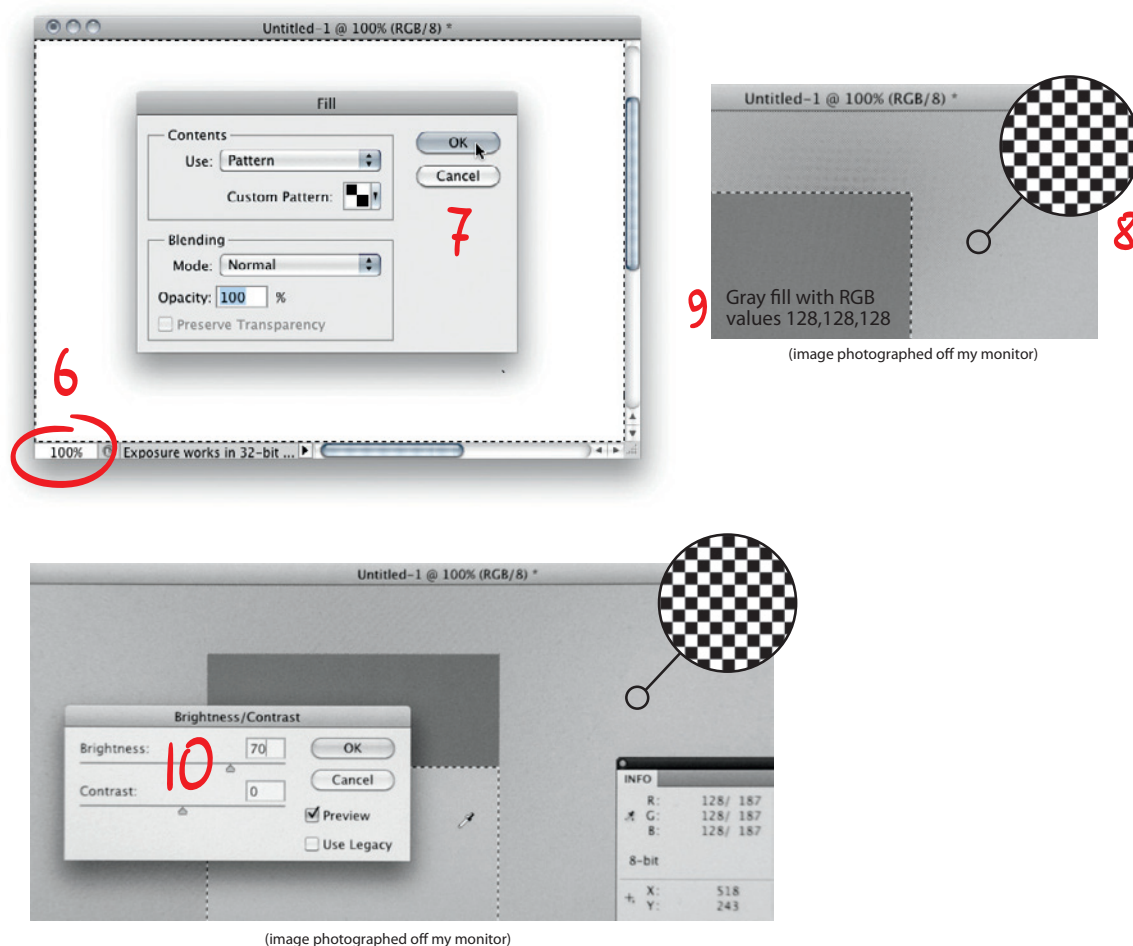 Untitled-1 @ 100% (RGB/8) *
Fill
Contents
Use: Pattern
Custom Pattern:
OK
Cancel
7
Blending
Mode: Normal
Opacity: 100 %
Preserve Transparency
6
100% Exposure works in 32-bit ...
Untitled-1 @ 100% (RGB/8) *
8
9
Gray fill with RGB
values 128,128,128
(image photographed off my monitor)
Untitled-1 @ 100% (RGB/8) *
Brightness/Contrast
Brightness: 70
10
Contrast: 0
OK
Cancel
Preview
Use Legacy
INFO
R: 128/ 187
G: 128/ 187
B: 128/ 187
8-bit
X: 518
Y: 243
(image photographed off my monitor)